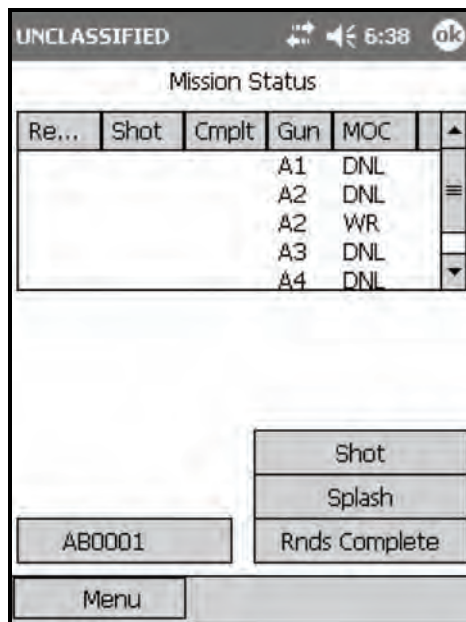 UNCLASSIFIED 6:38 ok
Mission Status
Re... Shot Cmplt Gun MOC
A1 DNL
A2 DNL
A2 WR
A3 DNL
A4 DNL
Shot
Splash
AB0001 Rnds Complete
Menu